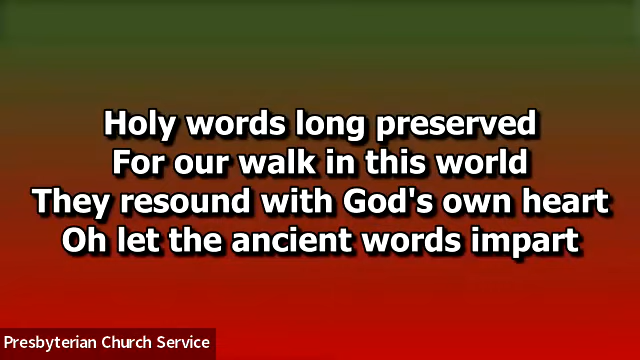 Holy words long preserved
For our walk in this world
They resound with God's own heart
Oh let the ancient words impart
Presbyterian Church Service